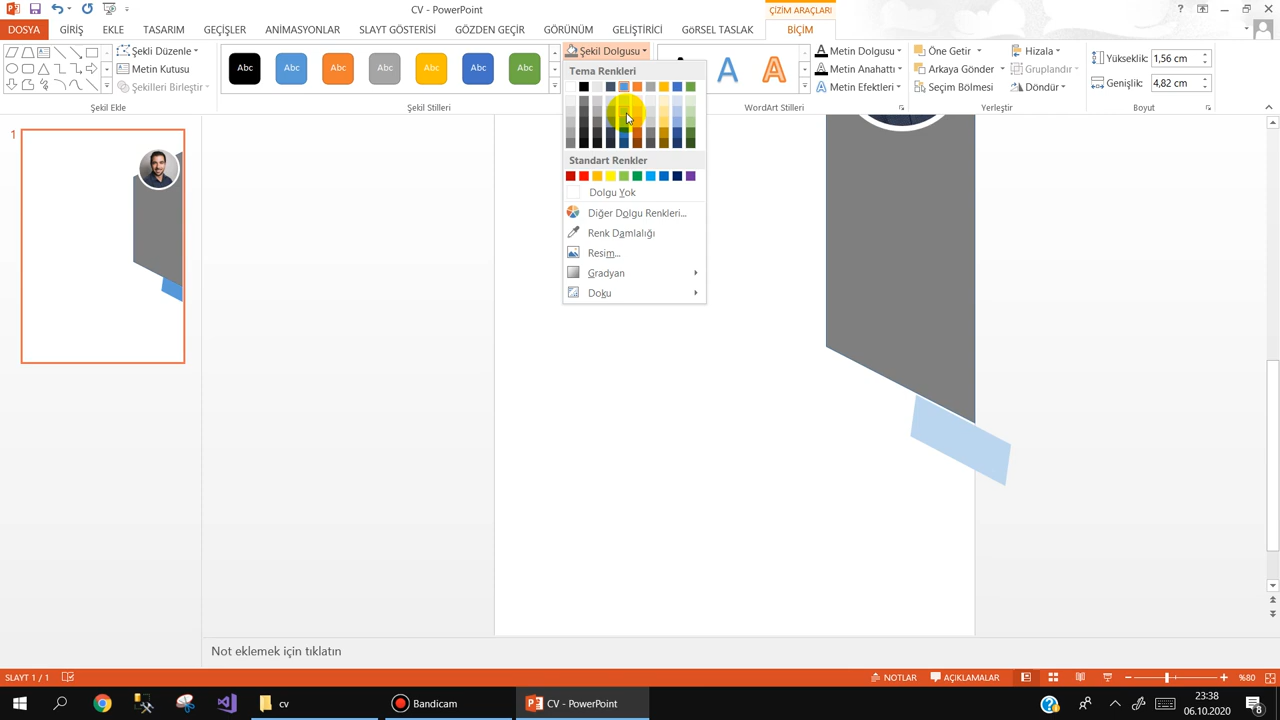 CV - PowerPoint
ÇİZİM ARAÇLARI
?
DOSYA GİRİŞ EKLE TASARIM GEÇİŞLER ANİMASYONLAR SLAYT GÖSTERİSİ GÖZDEN GEÇİR GÖRÜNÜM GELİŞTİRİCİ GöRSEL TASLAK BİÇİM
Şekli Düzenle
Metin Kutusu
Şekilleri Birleştir
Şekil Ekle
Abc Abc Abc Abc Abc Abc Abc
Şekil Stilleri
Şekil Dolgusu
Tema Renkleri
Standart Renkler
Dolgu Yok
Diğer Dolgu Renkleri...
Renk Damlalığı
Resim...
Gradyan
Doku
A A
Metin Dolgusu
Metin Anahattı
Metin Efektleri
WordArt Stilleri
Öne Getir
Arkaya Gönder
Seçim Bölmesi
Hizala
Gruplandır
Döndür
Yerleştir
Yükseklik: 1,56 cm
Genişlik: 4,82 cm
Boyut
1
Not eklemek için tıklatın
SLAYT 1 / 1
NOTLAR AÇIKLAMALAR %80
cv
Bandicam
CV - PowerPoint
23:38
06.10.2020
8